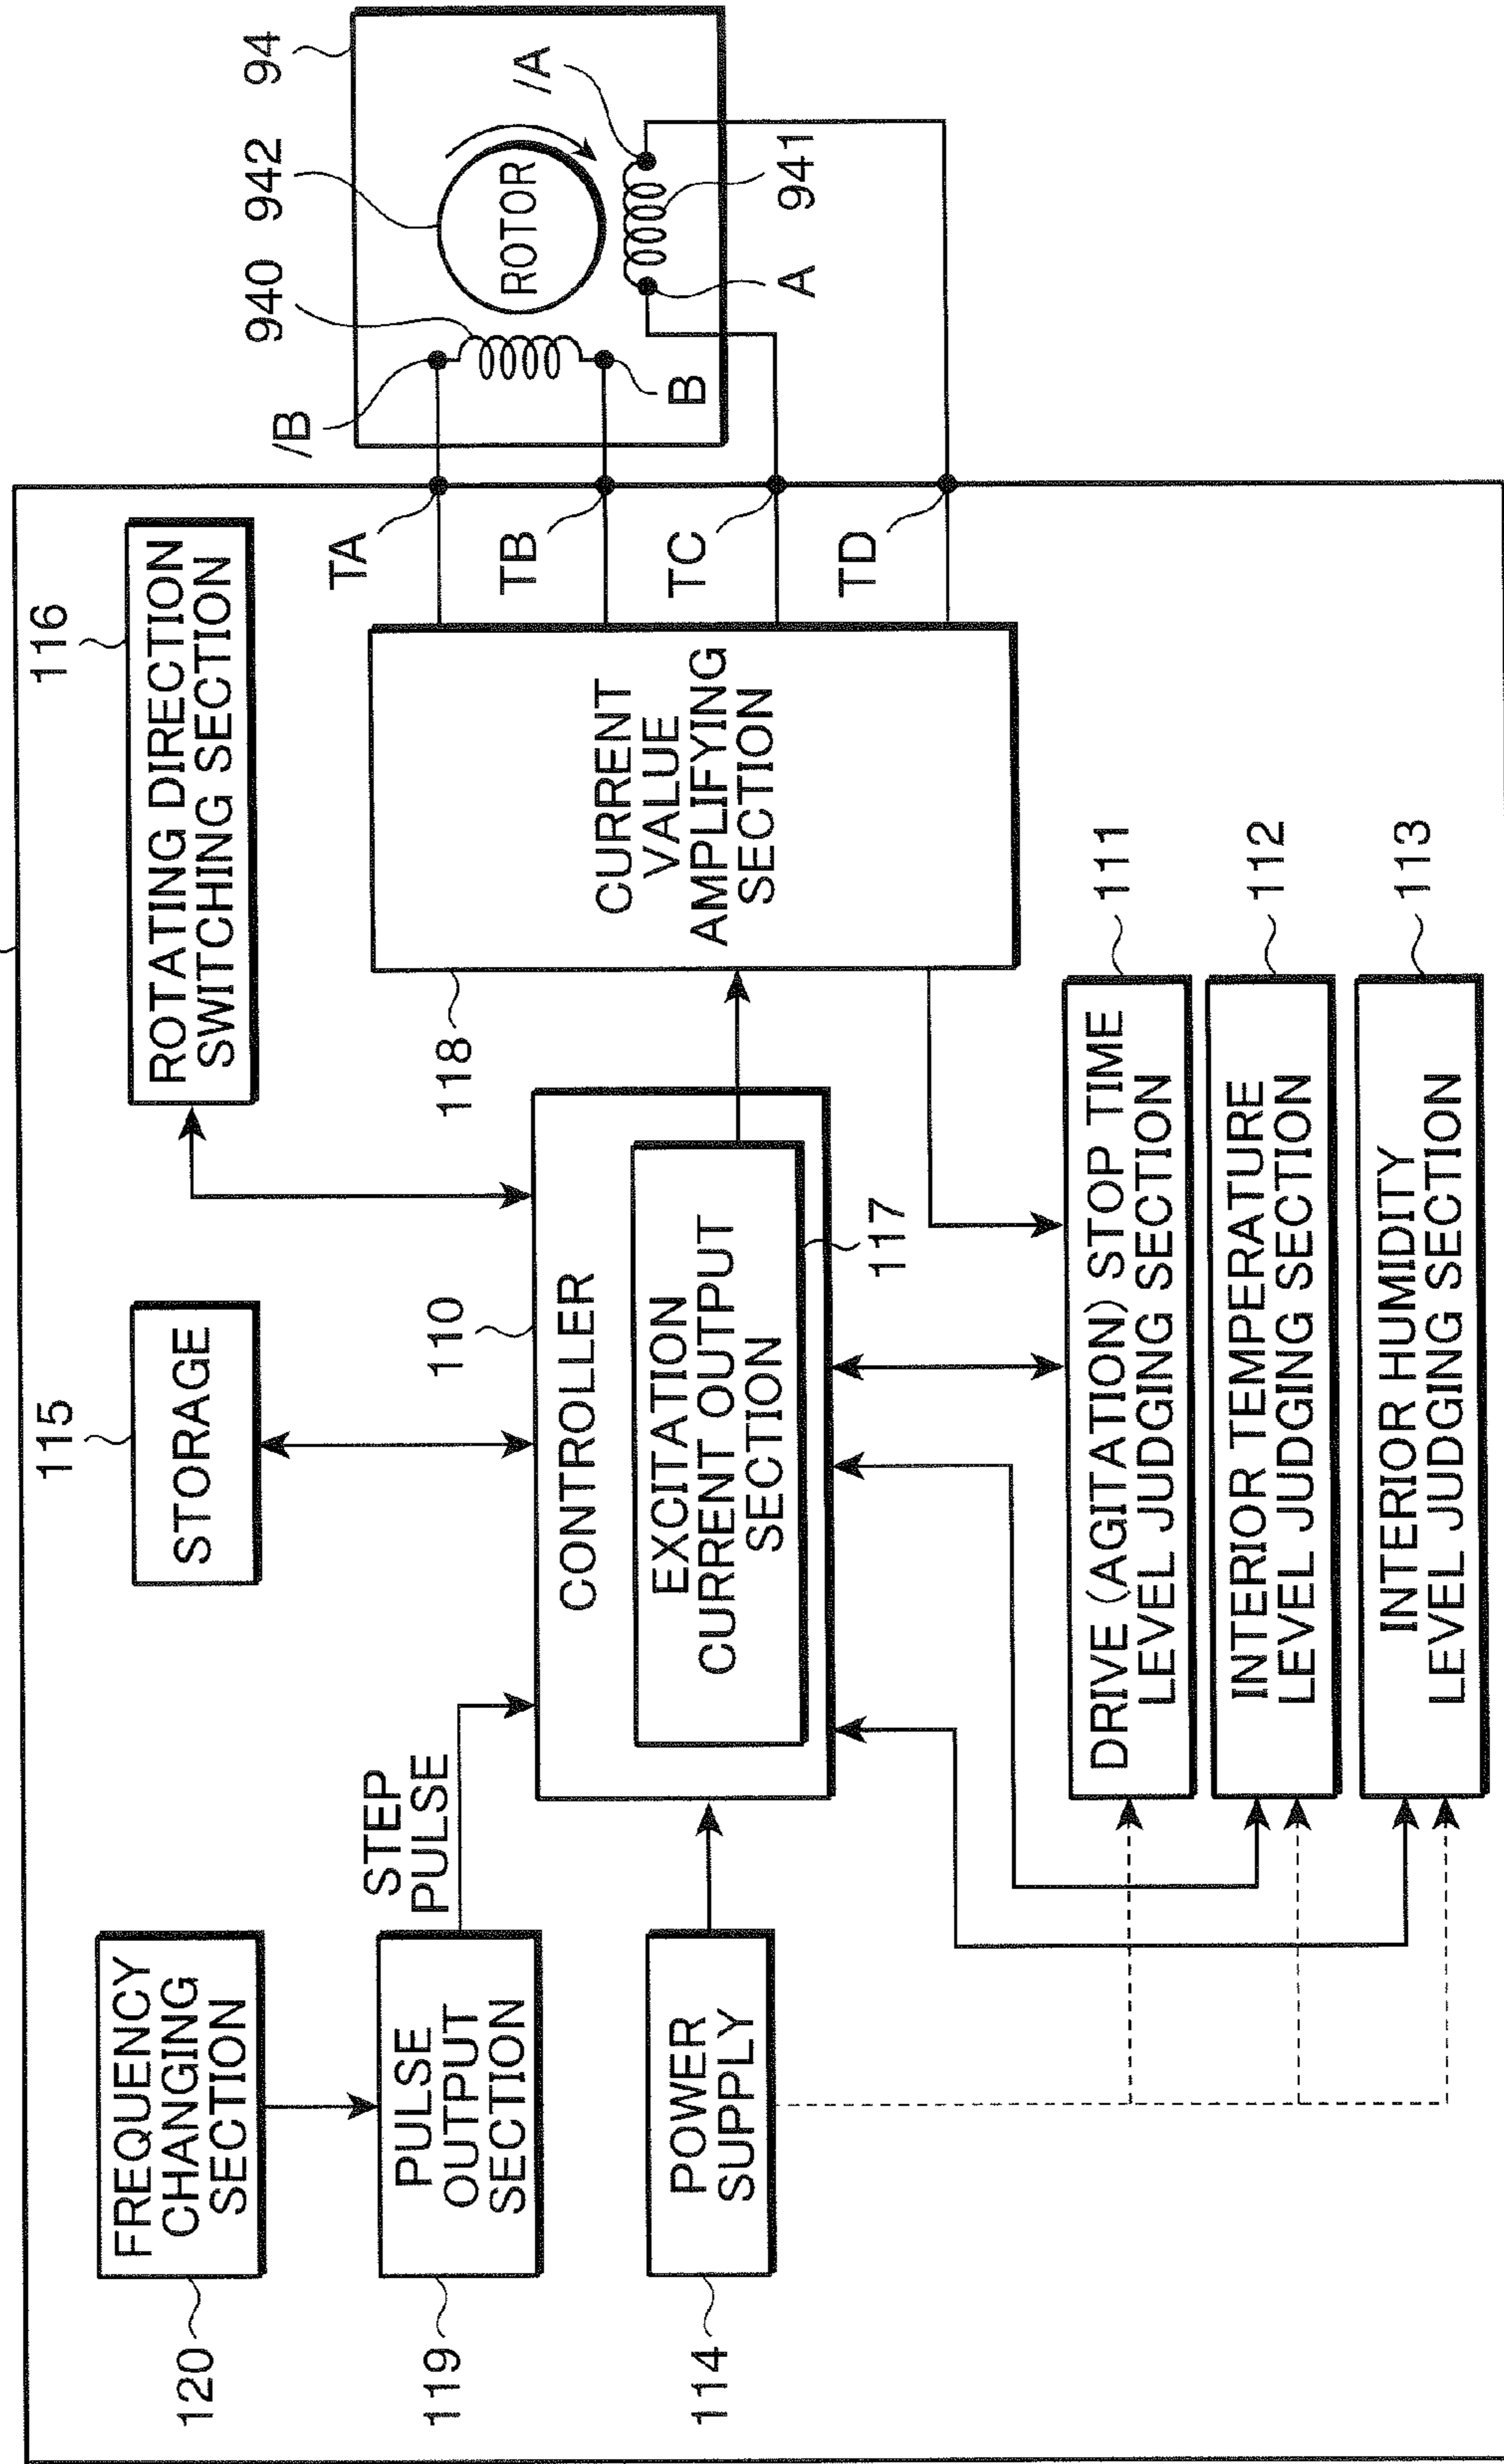 120
FREQUENCY
CHANGING
SECTION
115
STORAGE
116
ROTATING DIRECTION
SWITCHING SECTION
119
PULSE
OUTPUT
SECTION
STEP
PULSE
110
CONTROLLER
EXCITATION
CURRENT OUTPUT
SECTION
117
118
CURRENT
VALUE
AMPLIFYING
SECTION
TA
TB
TC
TD
/B
B
940
942
94
ROTOR
/A
A
941
114
POWER
SUPPLY
DRIVE (AGITATION) STOP TIME
LEVEL JUDGING SECTION
111
INTERIOR TEMPERATURE
LEVEL JUDGING SECTION
112
INTERIOR HUMIDITY
LEVEL JUDGING SECTION
113